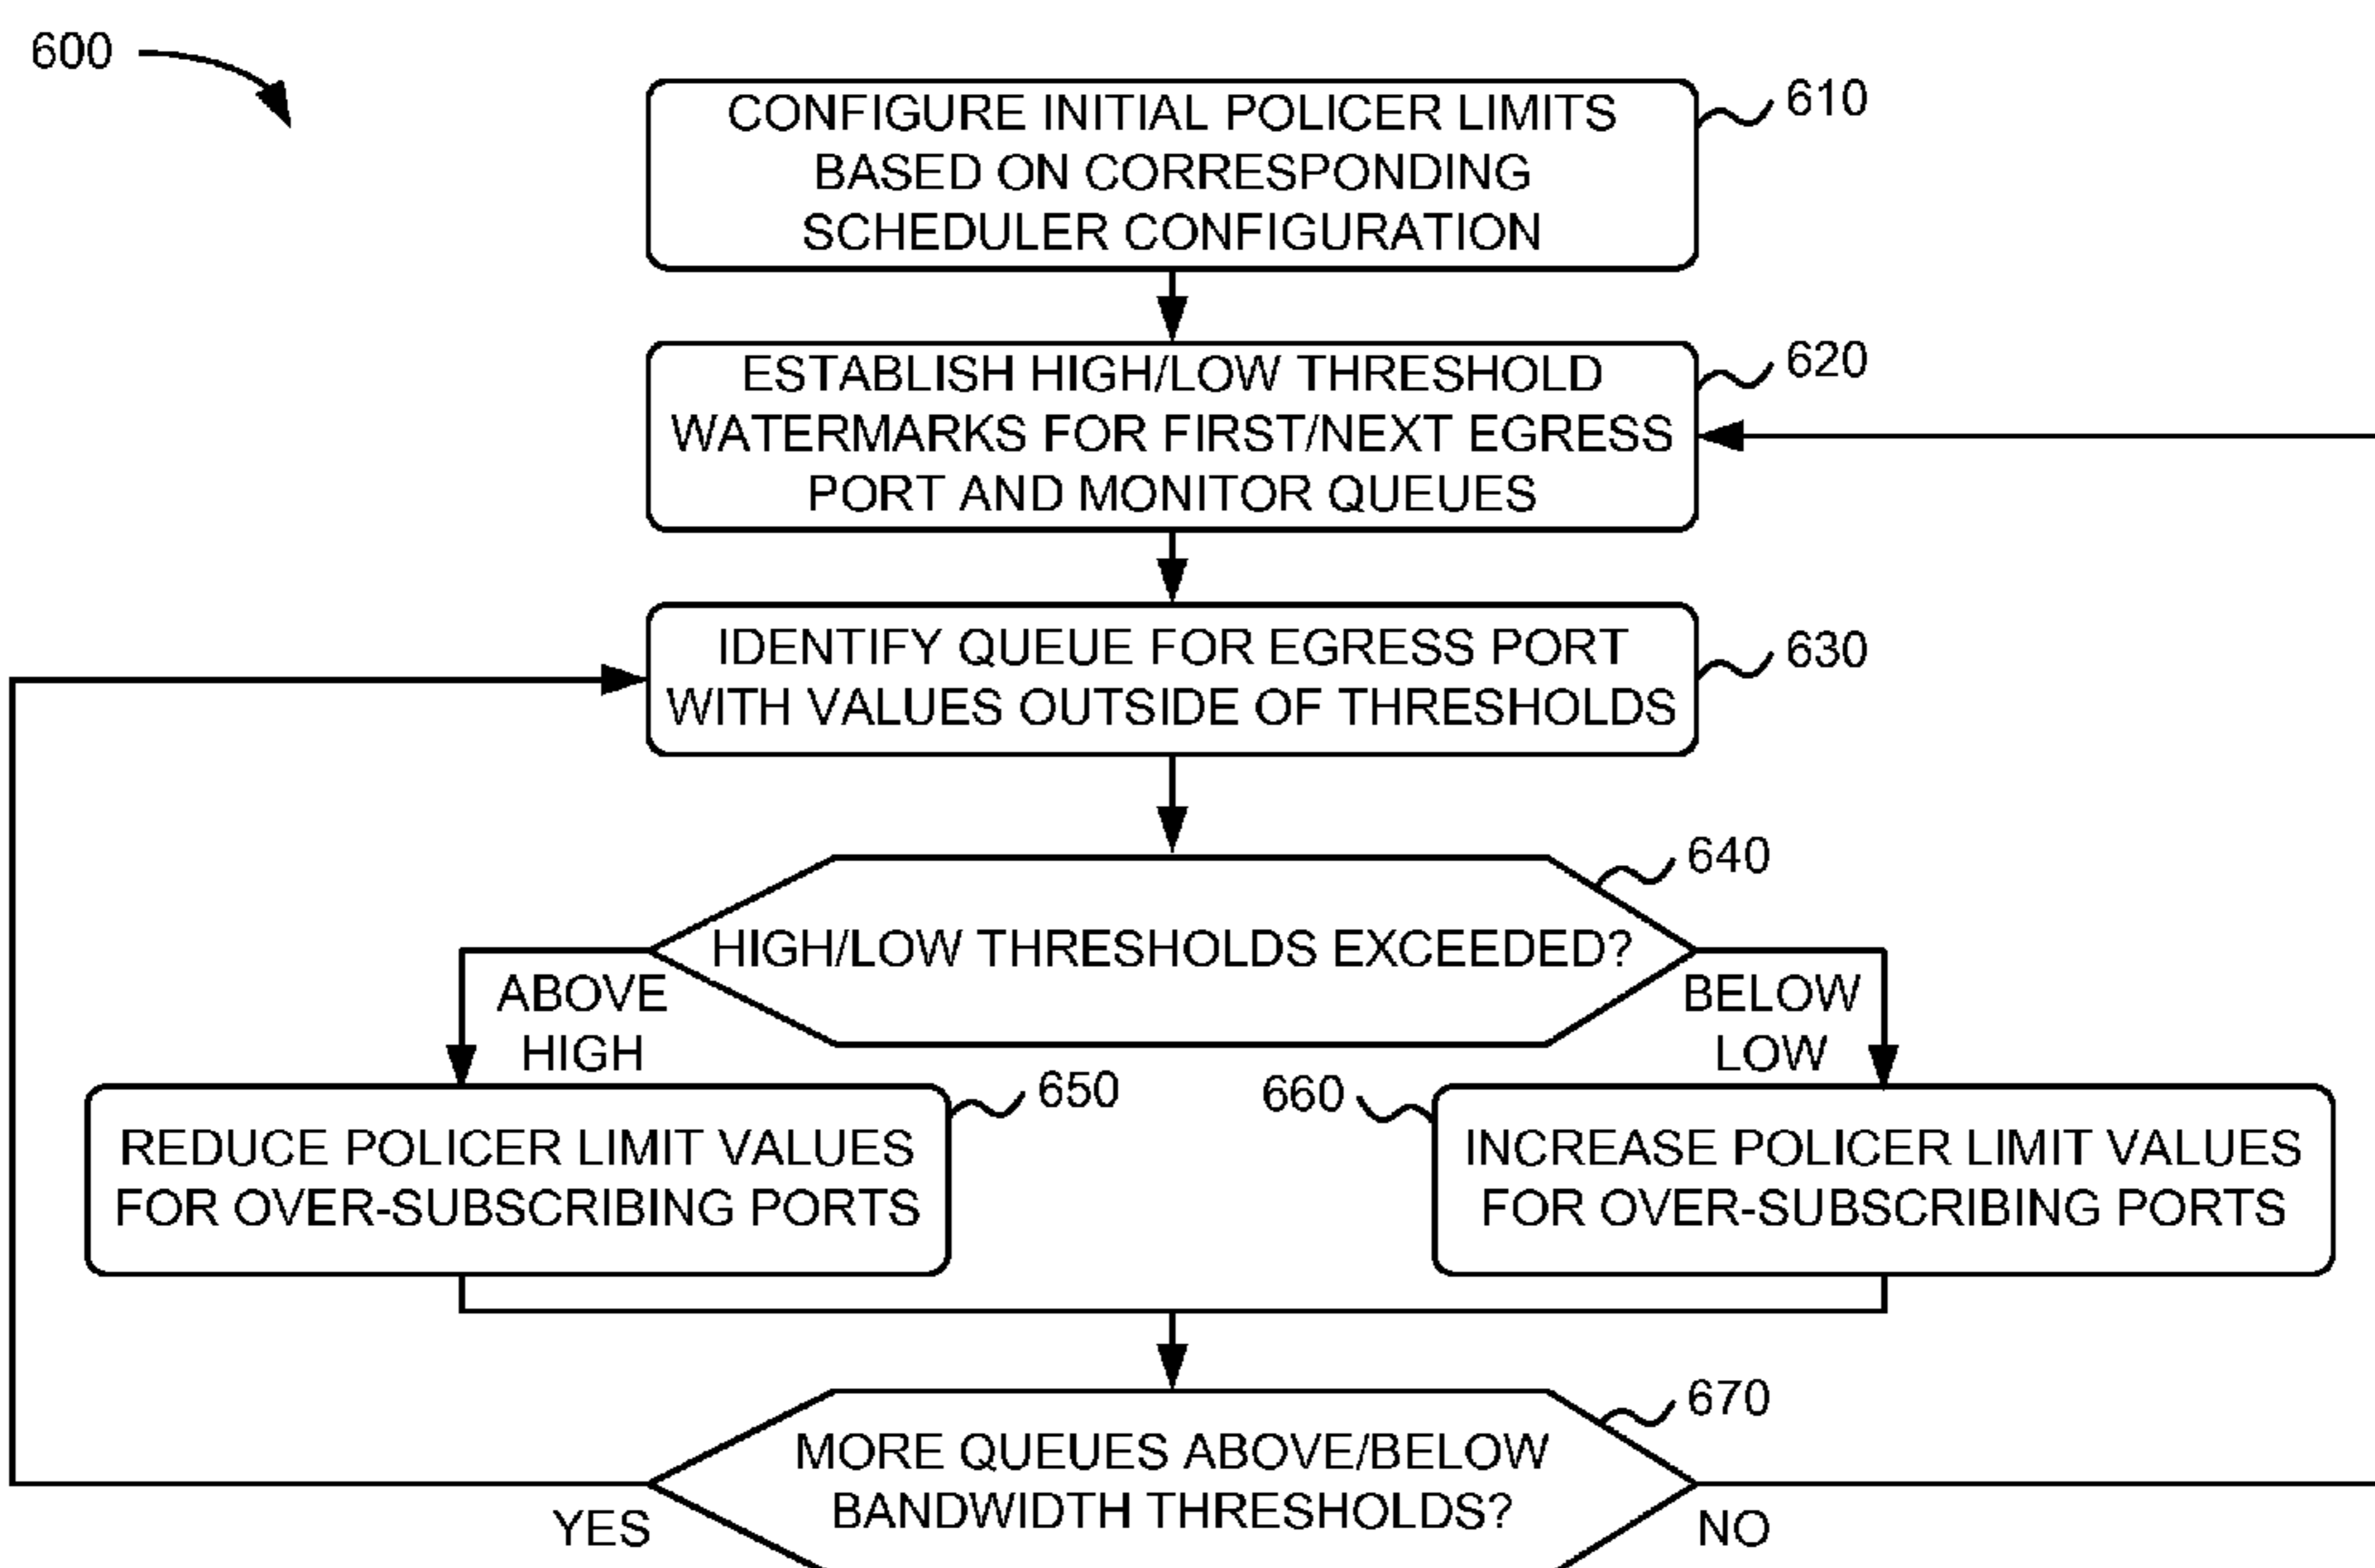 600
CONFIGURE INITIAL POLICER LIMITS
BASED ON CORRESPONDING
SCHEDULER CONFIGURATION
610
ESTABLISH HIGH/LOW THRESHOLD
WATERMARKS FOR FIRST/NEXT EGRESS
PORT AND MONITOR QUEUES
620
IDENTIFY QUEUE FOR EGRESS PORT
WITH VALUES OUTSIDE OF THRESHOLDS
630
HIGH/LOW THRESHOLDS EXCEEDED?
640
ABOVE
HIGH
BELOW
LOW
REDUCE POLICER LIMIT VALUES
FOR OVER-SUBSCRIBING PORTS
650
660
INCREASE POLICER LIMIT VALUES
FOR OVER-SUBSCRIBING PORTS
MORE QUEUES ABOVE/BELOW
BANDWIDTH THRESHOLDS?
670
YES
NO